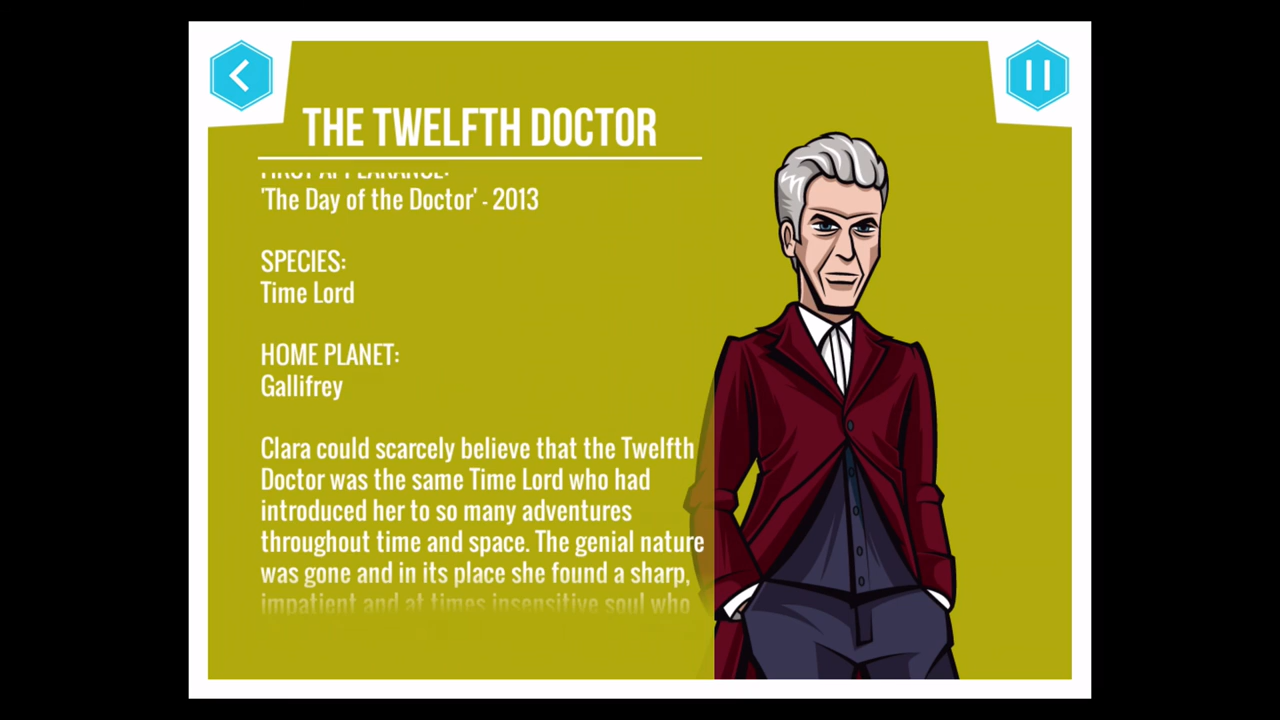 THE TWELFTH DOCTOR
FIRST APPEARANCE:
'The Day of the Doctor' - 2013
SPECIES:
Time Lord
HOME PLANET:
Gallifrey
Clara could scarcely believe that the Twelfth
Doctor was the same Time Lord who had
introduced her to so many adventures
throughout time and space. The genial nature
was gone and in its place she found a sharp,
impatient and at times insensitive soul who